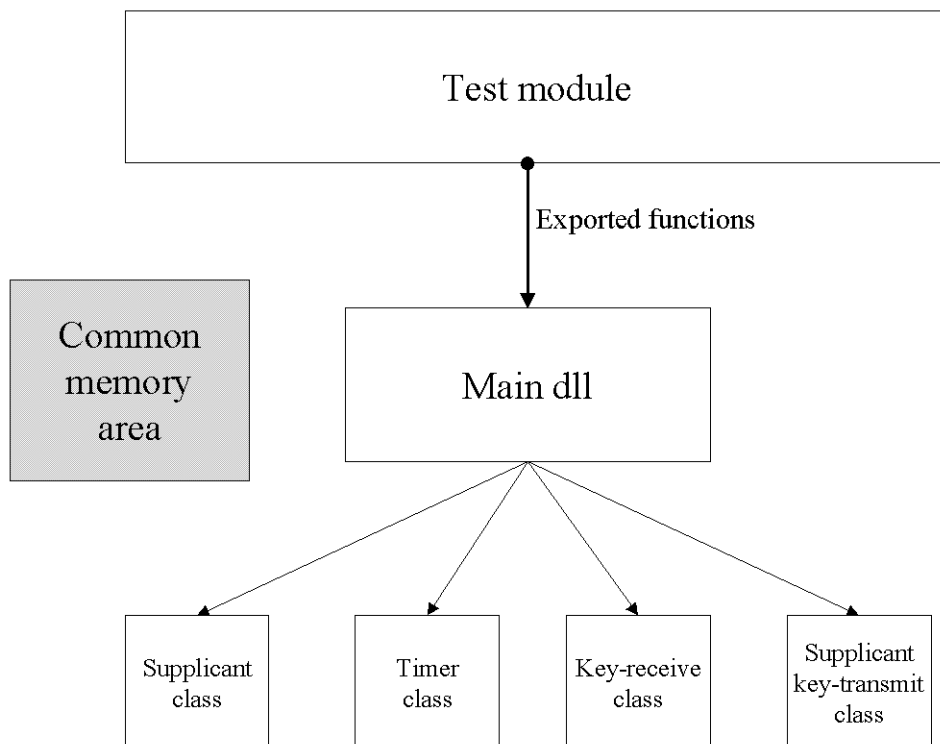 Test module
Exported functions
Common
memory
area
Main dll
Supplicant
class
Timer
class
Key-receive
class
Supplicant
key-transmit
class